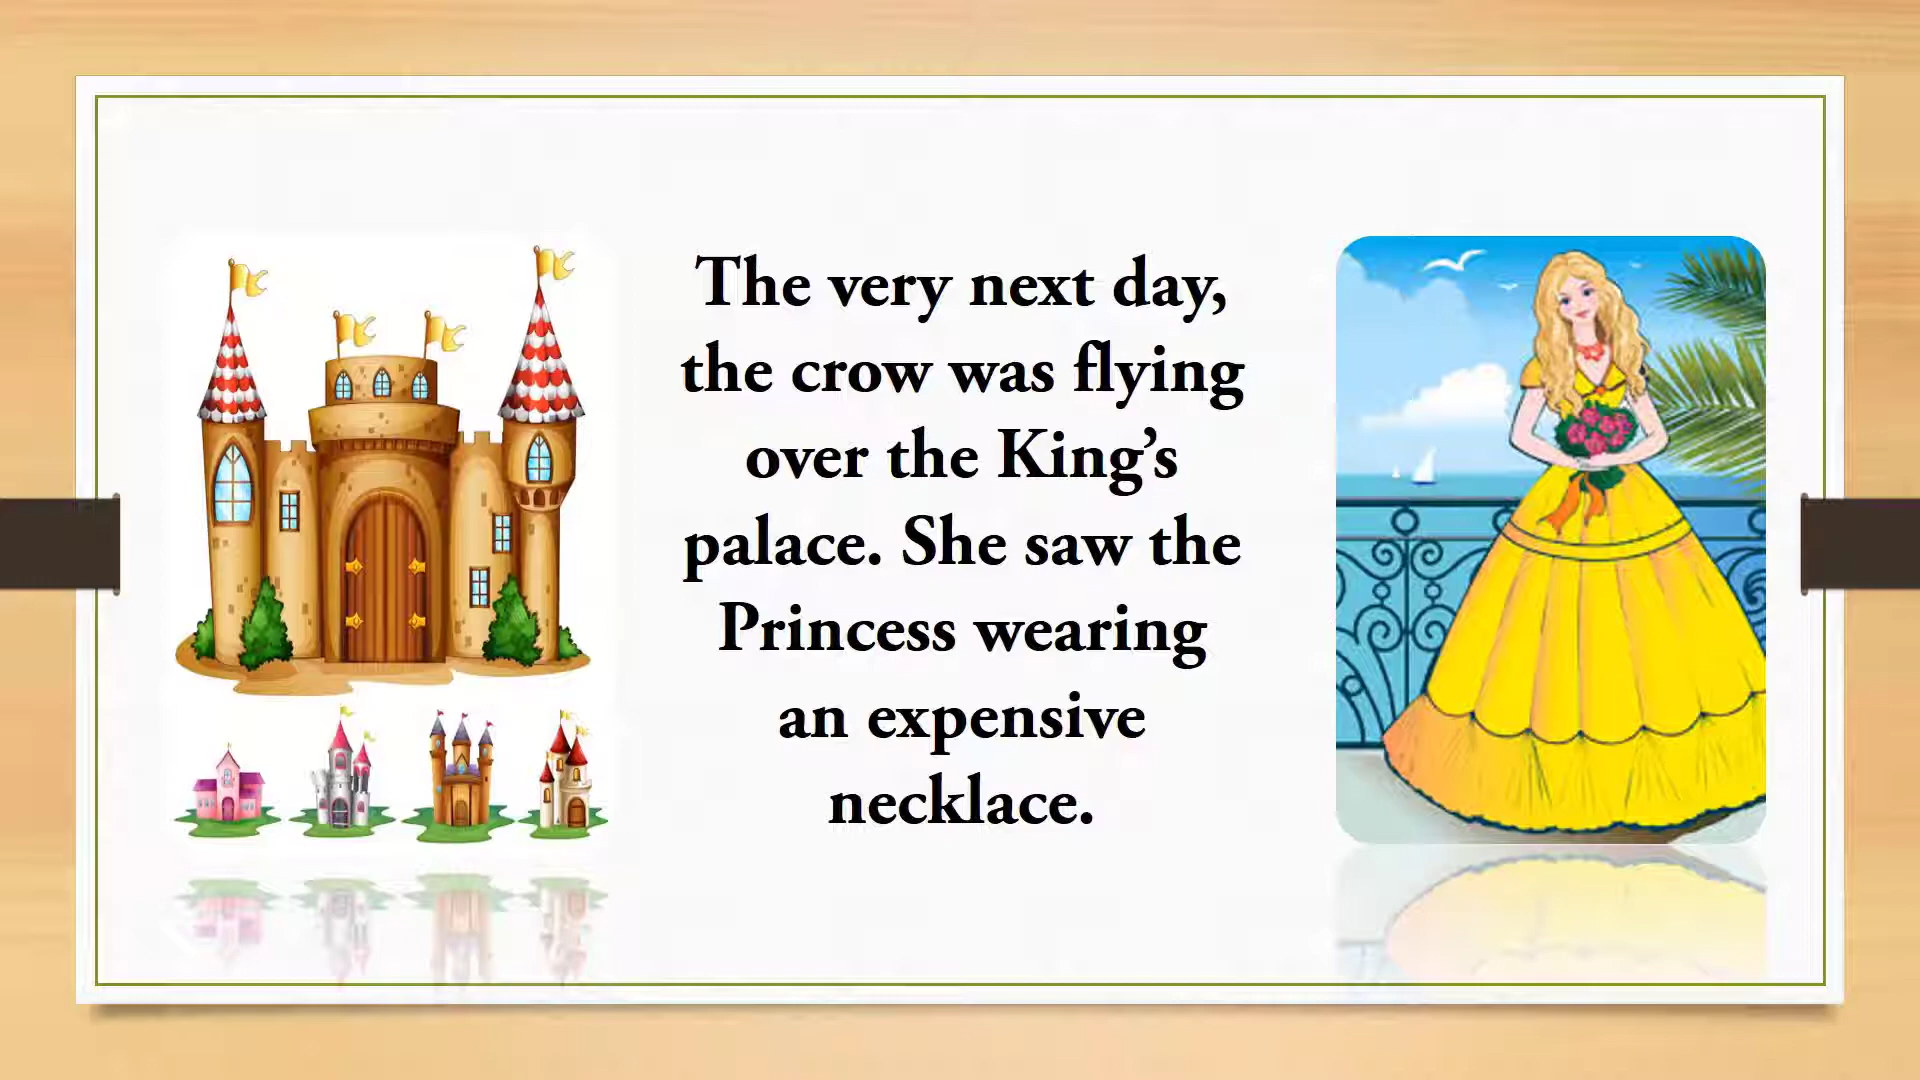 The very next day,
the crow was flying
over the King’s
palace. She saw the
Princess wearing
an expensive
necklace.